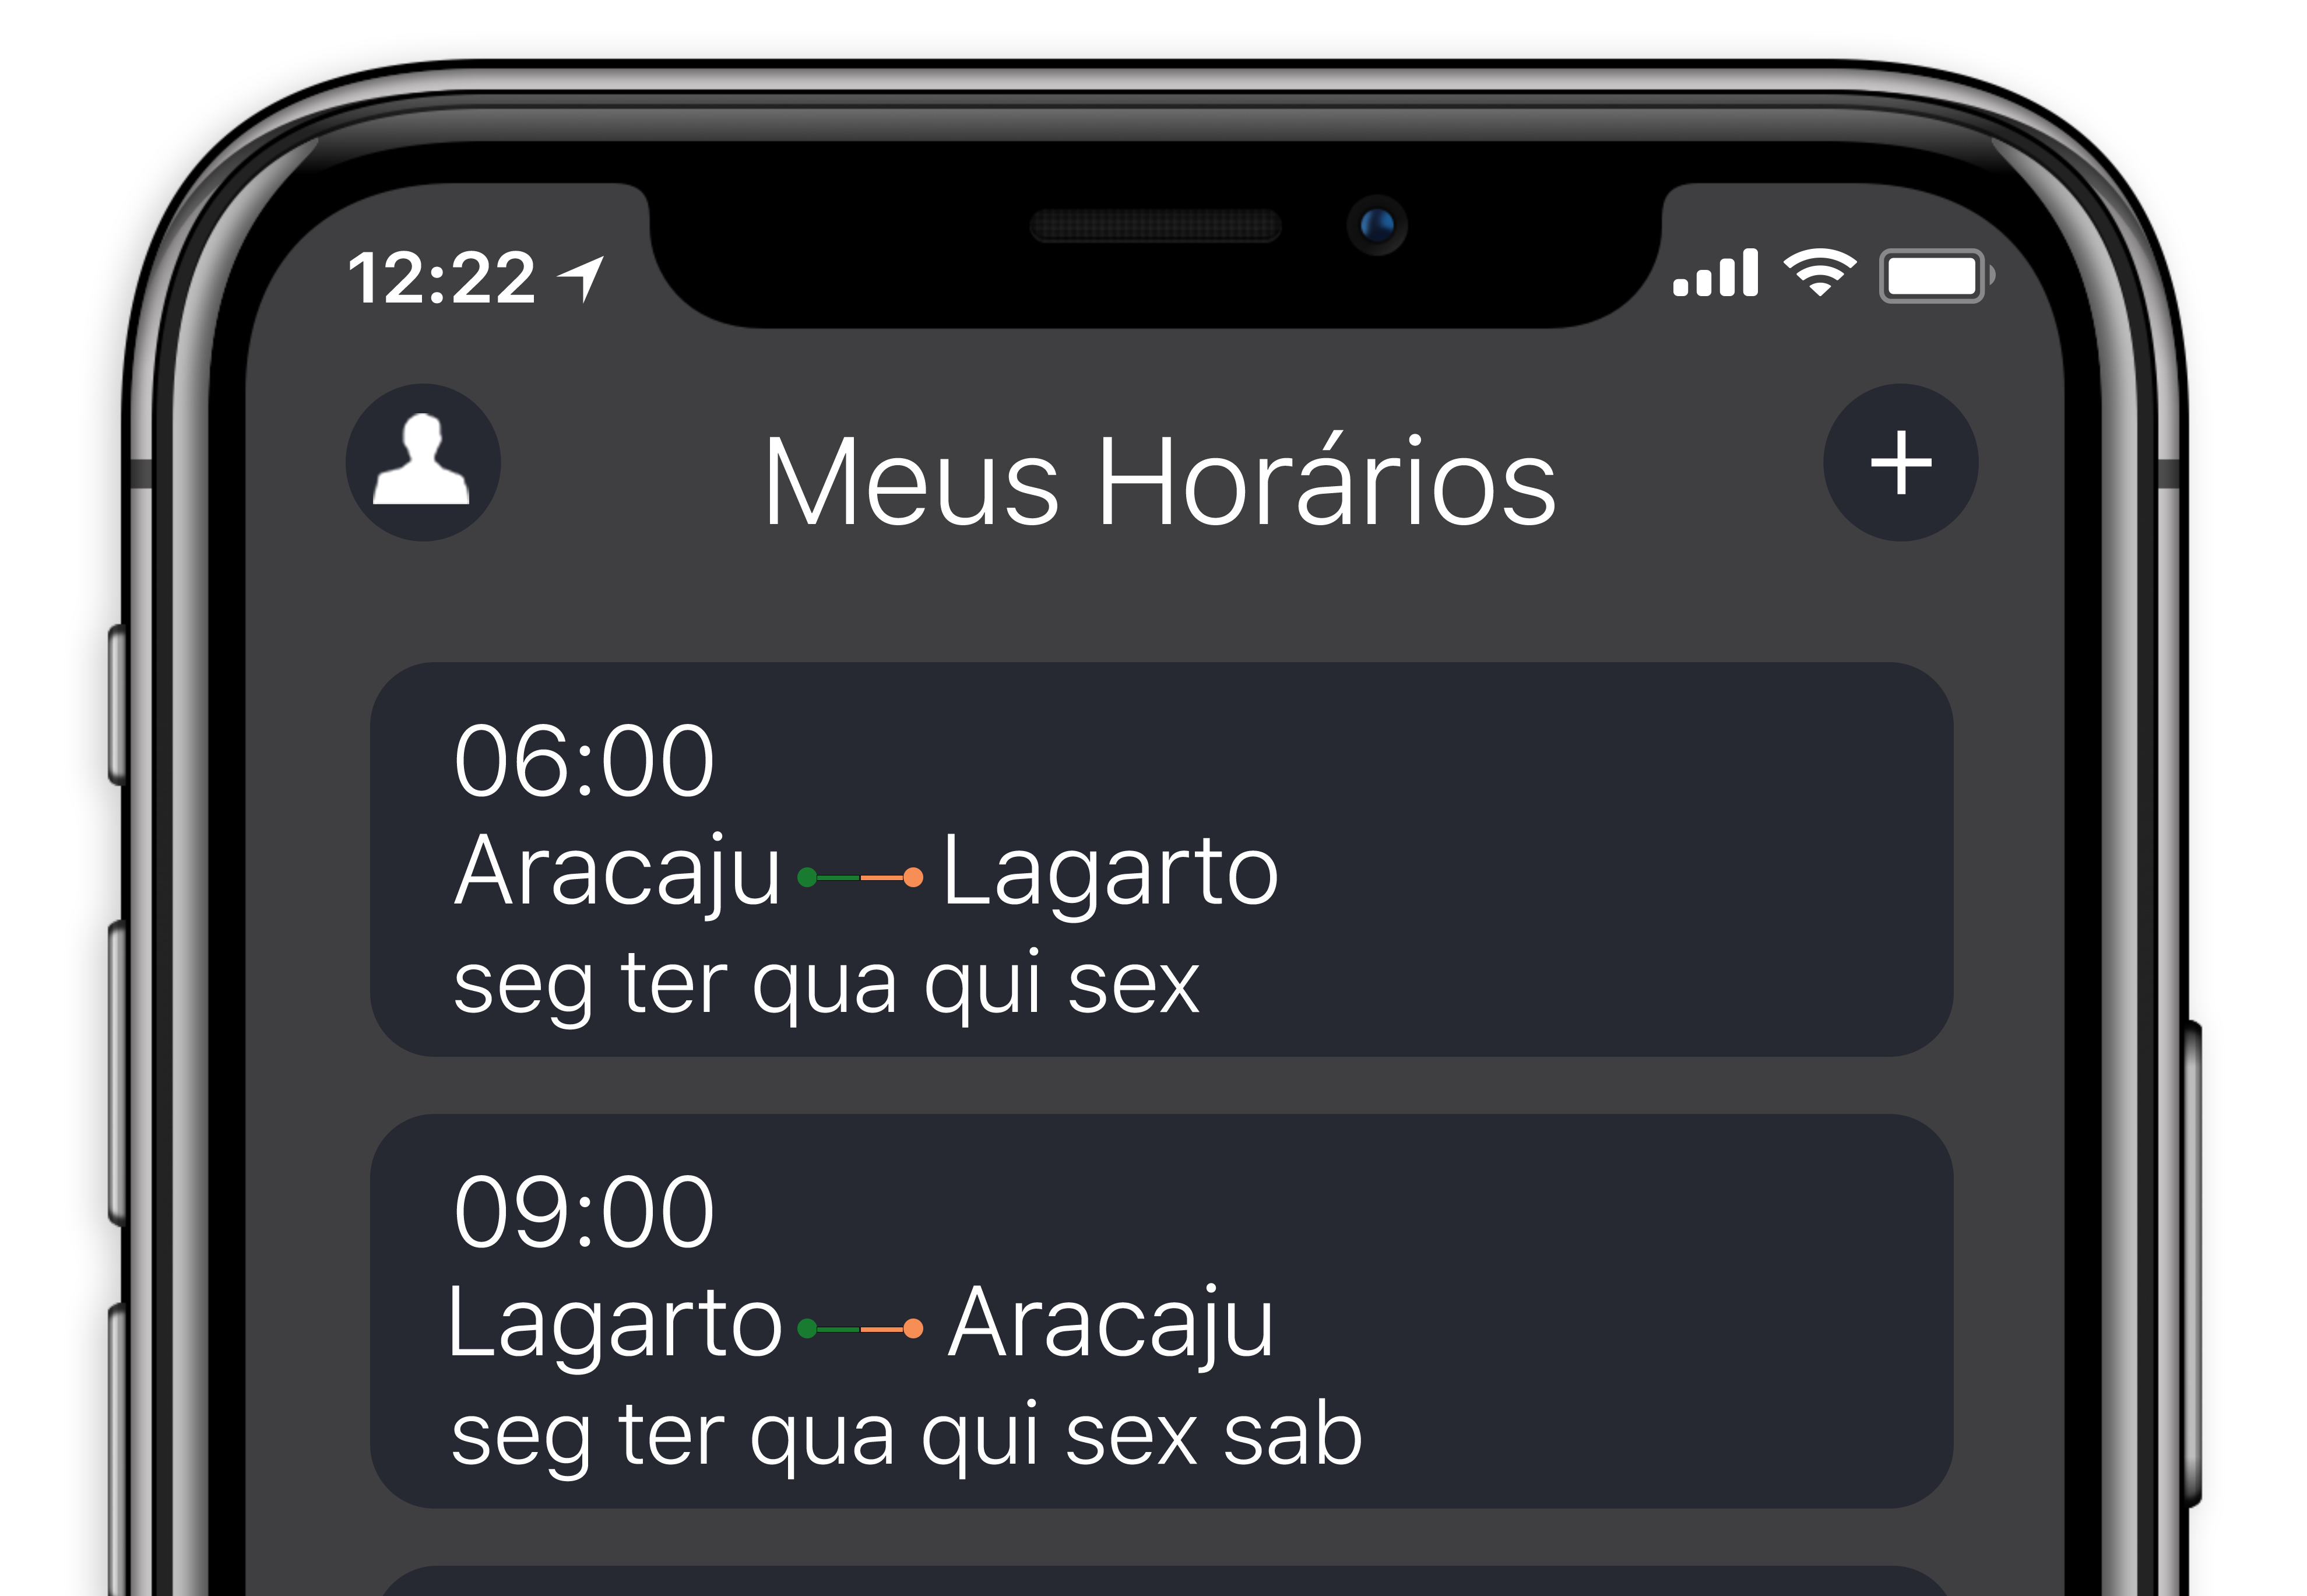 12:22
Meus Horários
06:00
Aracaju Lagarto
seg ter qua qui sex
09:00
Lagarto Aracaju
seg ter qua qui sex sab